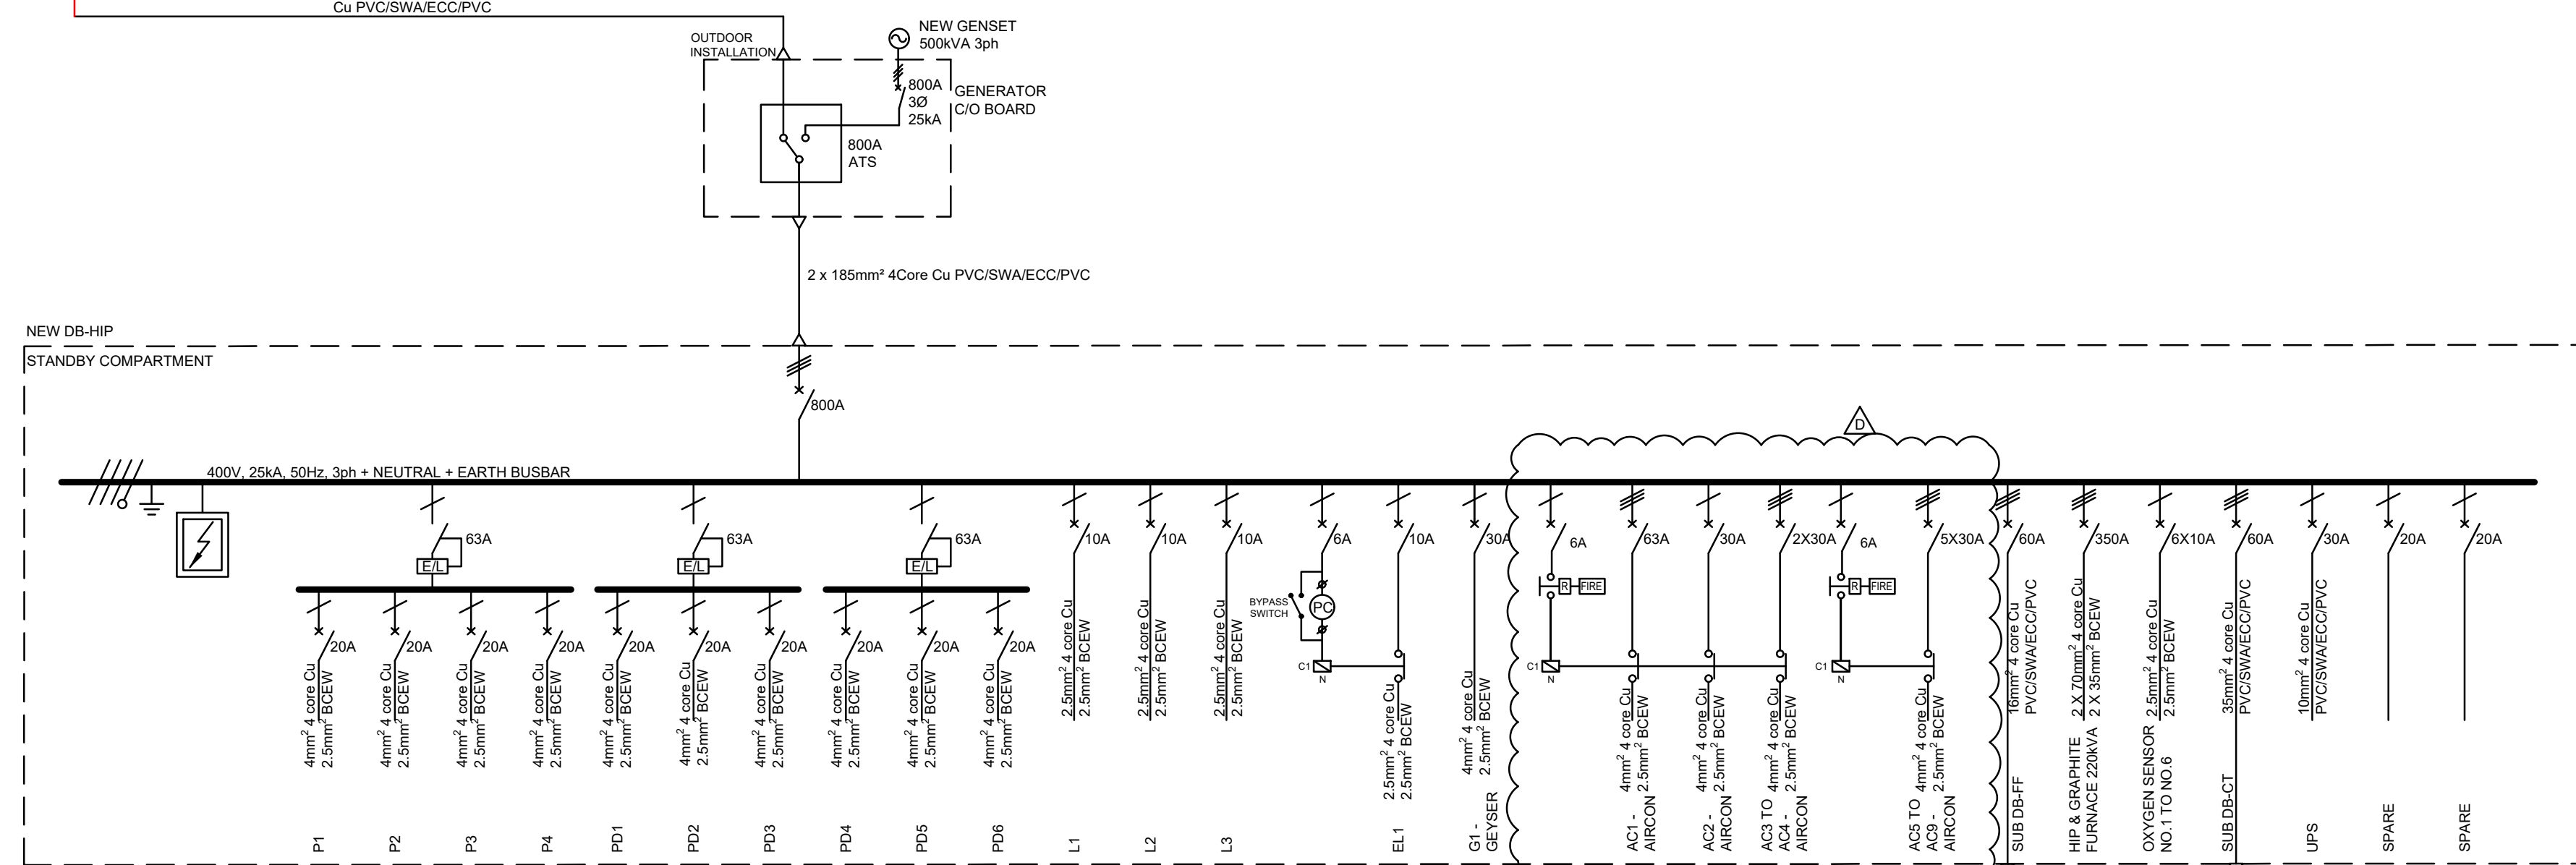 Cu PVC/SWA/ECC/PVC
OUTDOOR
INSTALLATION
NEW GENSET
500kVA 3ph
800A
3Ø
25kA
GENERATOR
C/O BOARD
800A
ATS
2 x 185mm² 4Core Cu PVC/SWA/ECC/PVC
NEW DB-HIP
STANDBY COMPARTMENT
800A
D
400V, 25kA, 50Hz, 3ph + NEUTRAL + EARTH BUSBAR
63A
E/L
63A
E/L
63A
E/L
10A
10A
10A
6A
10A
30A
6A
63A
30A
2X30A
6A
5X30A
60A
350A
6X10A
60A
30A
20A
20A
R
FIRE
R
FIRE
BYPASS
SWITCH
PC
C1
N
C1
N
C1
N
20A
20A
20A
20A
20A
20A
20A
20A
20A
20A
4mm² 4 core Cu
2.5mm² BCEW
P1
4mm² 4 core Cu
2.5mm² BCEW
P2
4mm² 4 core Cu
2.5mm² BCEW
P3
4mm² 4 core Cu
2.5mm² BCEW
P4
4mm² 4 core Cu
2.5mm² BCEW
PD1
4mm² 4 core Cu
2.5mm² BCEW
PD2
4mm² 4 core Cu
2.5mm² BCEW
PD3
4mm² 4 core Cu
2.5mm² BCEW
PD4
4mm² 4 core Cu
2.5mm² BCEW
PD5
4mm² 4 core Cu
2.5mm² BCEW
PD6
2.5mm² 4 core Cu
2.5mm² BCEW
L1
2.5mm² 4 core Cu
2.5mm² BCEW
L2
2.5mm² 4 core Cu
2.5mm² BCEW
L3
2.5mm² 4 core Cu
2.5mm² BCEW
EL1
4mm² 4 core Cu
2.5mm² BCEW
G1 -
GEYSER
4mm² 4 core Cu
2.5mm² BCEW
AC1 -
AIRCON
4mm² 4 core Cu
2.5mm² BCEW
AC2 -
AIRCON
4mm² 4 core Cu
2.5mm² BCEW
AC3 TO
AC4 -
AIRCON
4mm² 4 core Cu
2.5mm² BCEW
AC5 TO
AC9 -
AIRCON
16mm² 4 core Cu
PVC/SWA/ECC/PVC
SUB DB-FF
2 X 70mm² 4 core Cu
2 X 35mm² BCEW
HIP & GRAPHITE
FURNACE 220kVA
2.5mm² 4 core Cu
2.5mm² BCEW
OXYGEN SENSOR
NO.1 TO NO.6
35mm² 4 core Cu
PVC/SWA/ECC/PVC
SUB DB-CT
10mm² 4 core Cu
PVC/SWA/ECC/PVC
UPS
SPARE
SPARE